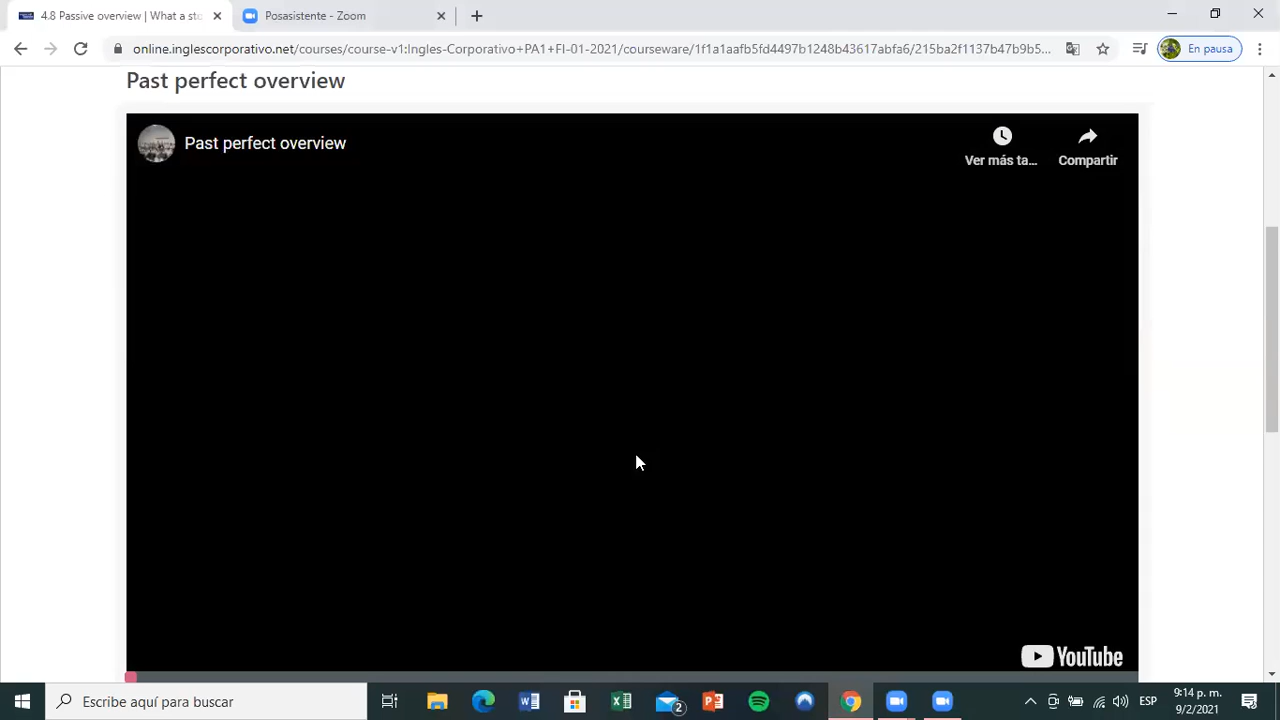 4.8 Passive overview | What a sto
Posasistente - Zoom
online.inglescorporativo.net/courses/course-v1:Ingles-Corporativo+PA1+FI-01-2021/courseware/1f1a1aafb5fd4497b1248b43617abfa6/215ba2f1137b47b9b5...
En pausa
Past perfect overview
Past perfect overview
Ver más ta...
Compartir
YouTube
Escribe aquí para buscar
2
ESP
9:14 p. m.
9/2/2021